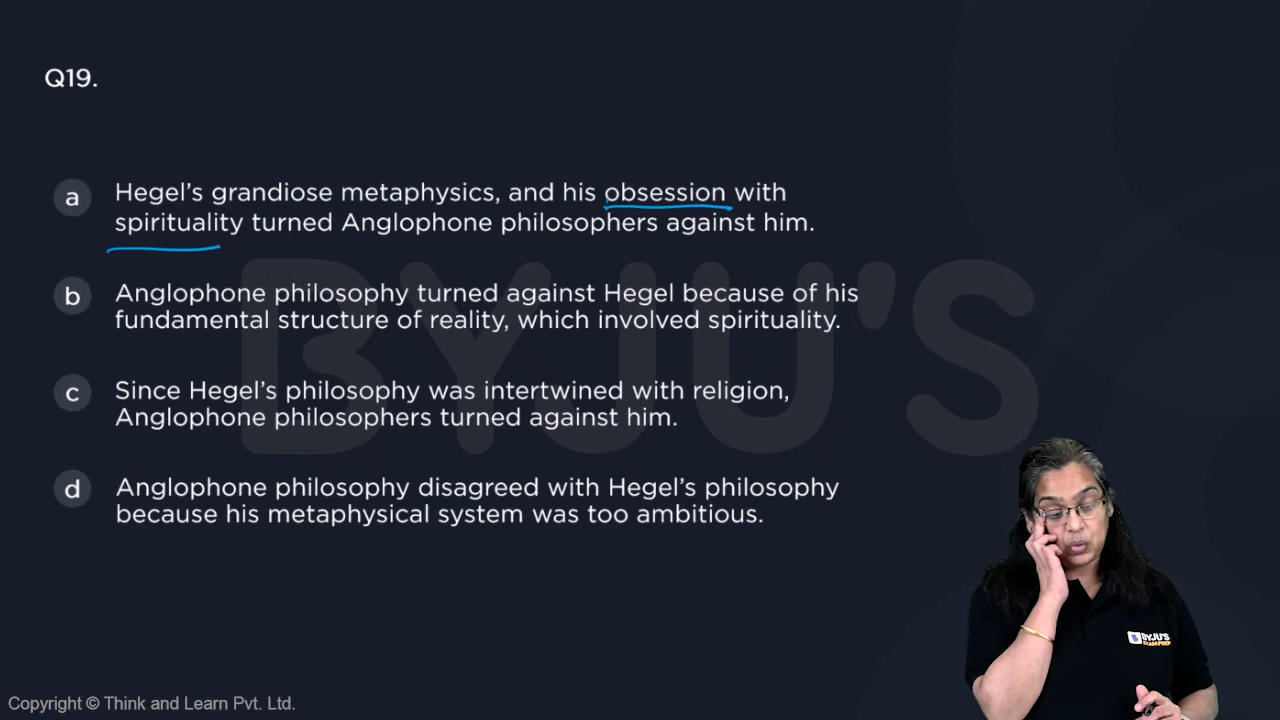 Q19.
a
Hegel's grandiose metaphysics, and his obsession with
spirituality turned Anglophone philosophers against him.
b
Anglophone philosophy turned against Hegel because of his
fundamental structure of reality, which involved spirituality.
c
Since Hegel's philosophy was intertwined with religion,
Anglophone philosophers turned against him.
d
Anglophone philosophy disagreed with Hegel's philosophy
because his metaphysical system was too ambitious.
BYJU'S
BYJU'S
EXAM PREP
Copyright © Think and Learn Pvt. Ltd.